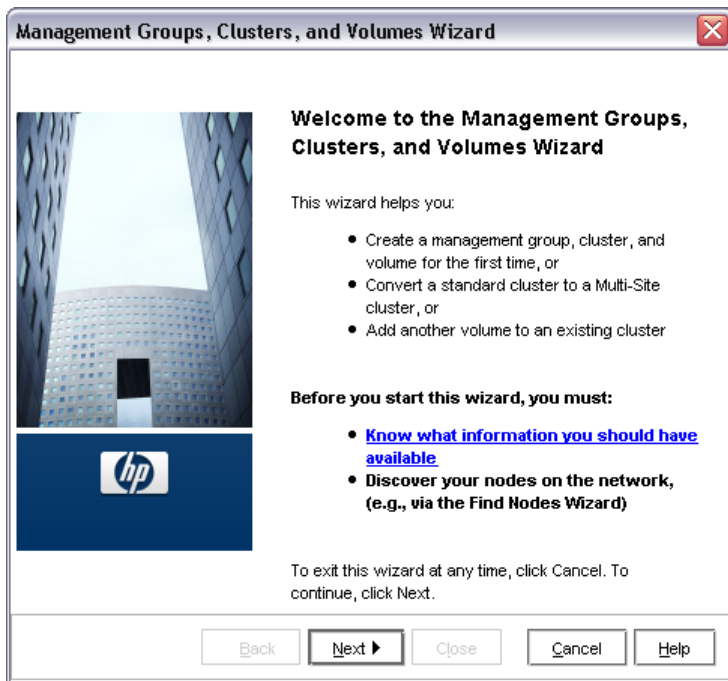 Management Groups, Clusters, and Volumes Wizard
Welcome to the Management Groups,
Clusters, and Volumes Wizard
This wizard helps you:
• Create a management group, cluster, and
volume for the first time, or
• Convert a standard cluster to a Multi-Site
cluster, or
• Add another volume to an existing cluster
Before you start this wizard, you must:
• Know what information you should have
available
• Discover your nodes on the network,
(e.g., via the Find Nodes Wizard)
hp
To exit this wizard at any time, click Cancel. To
continue, click Next.
Back Next Close Cancel Help